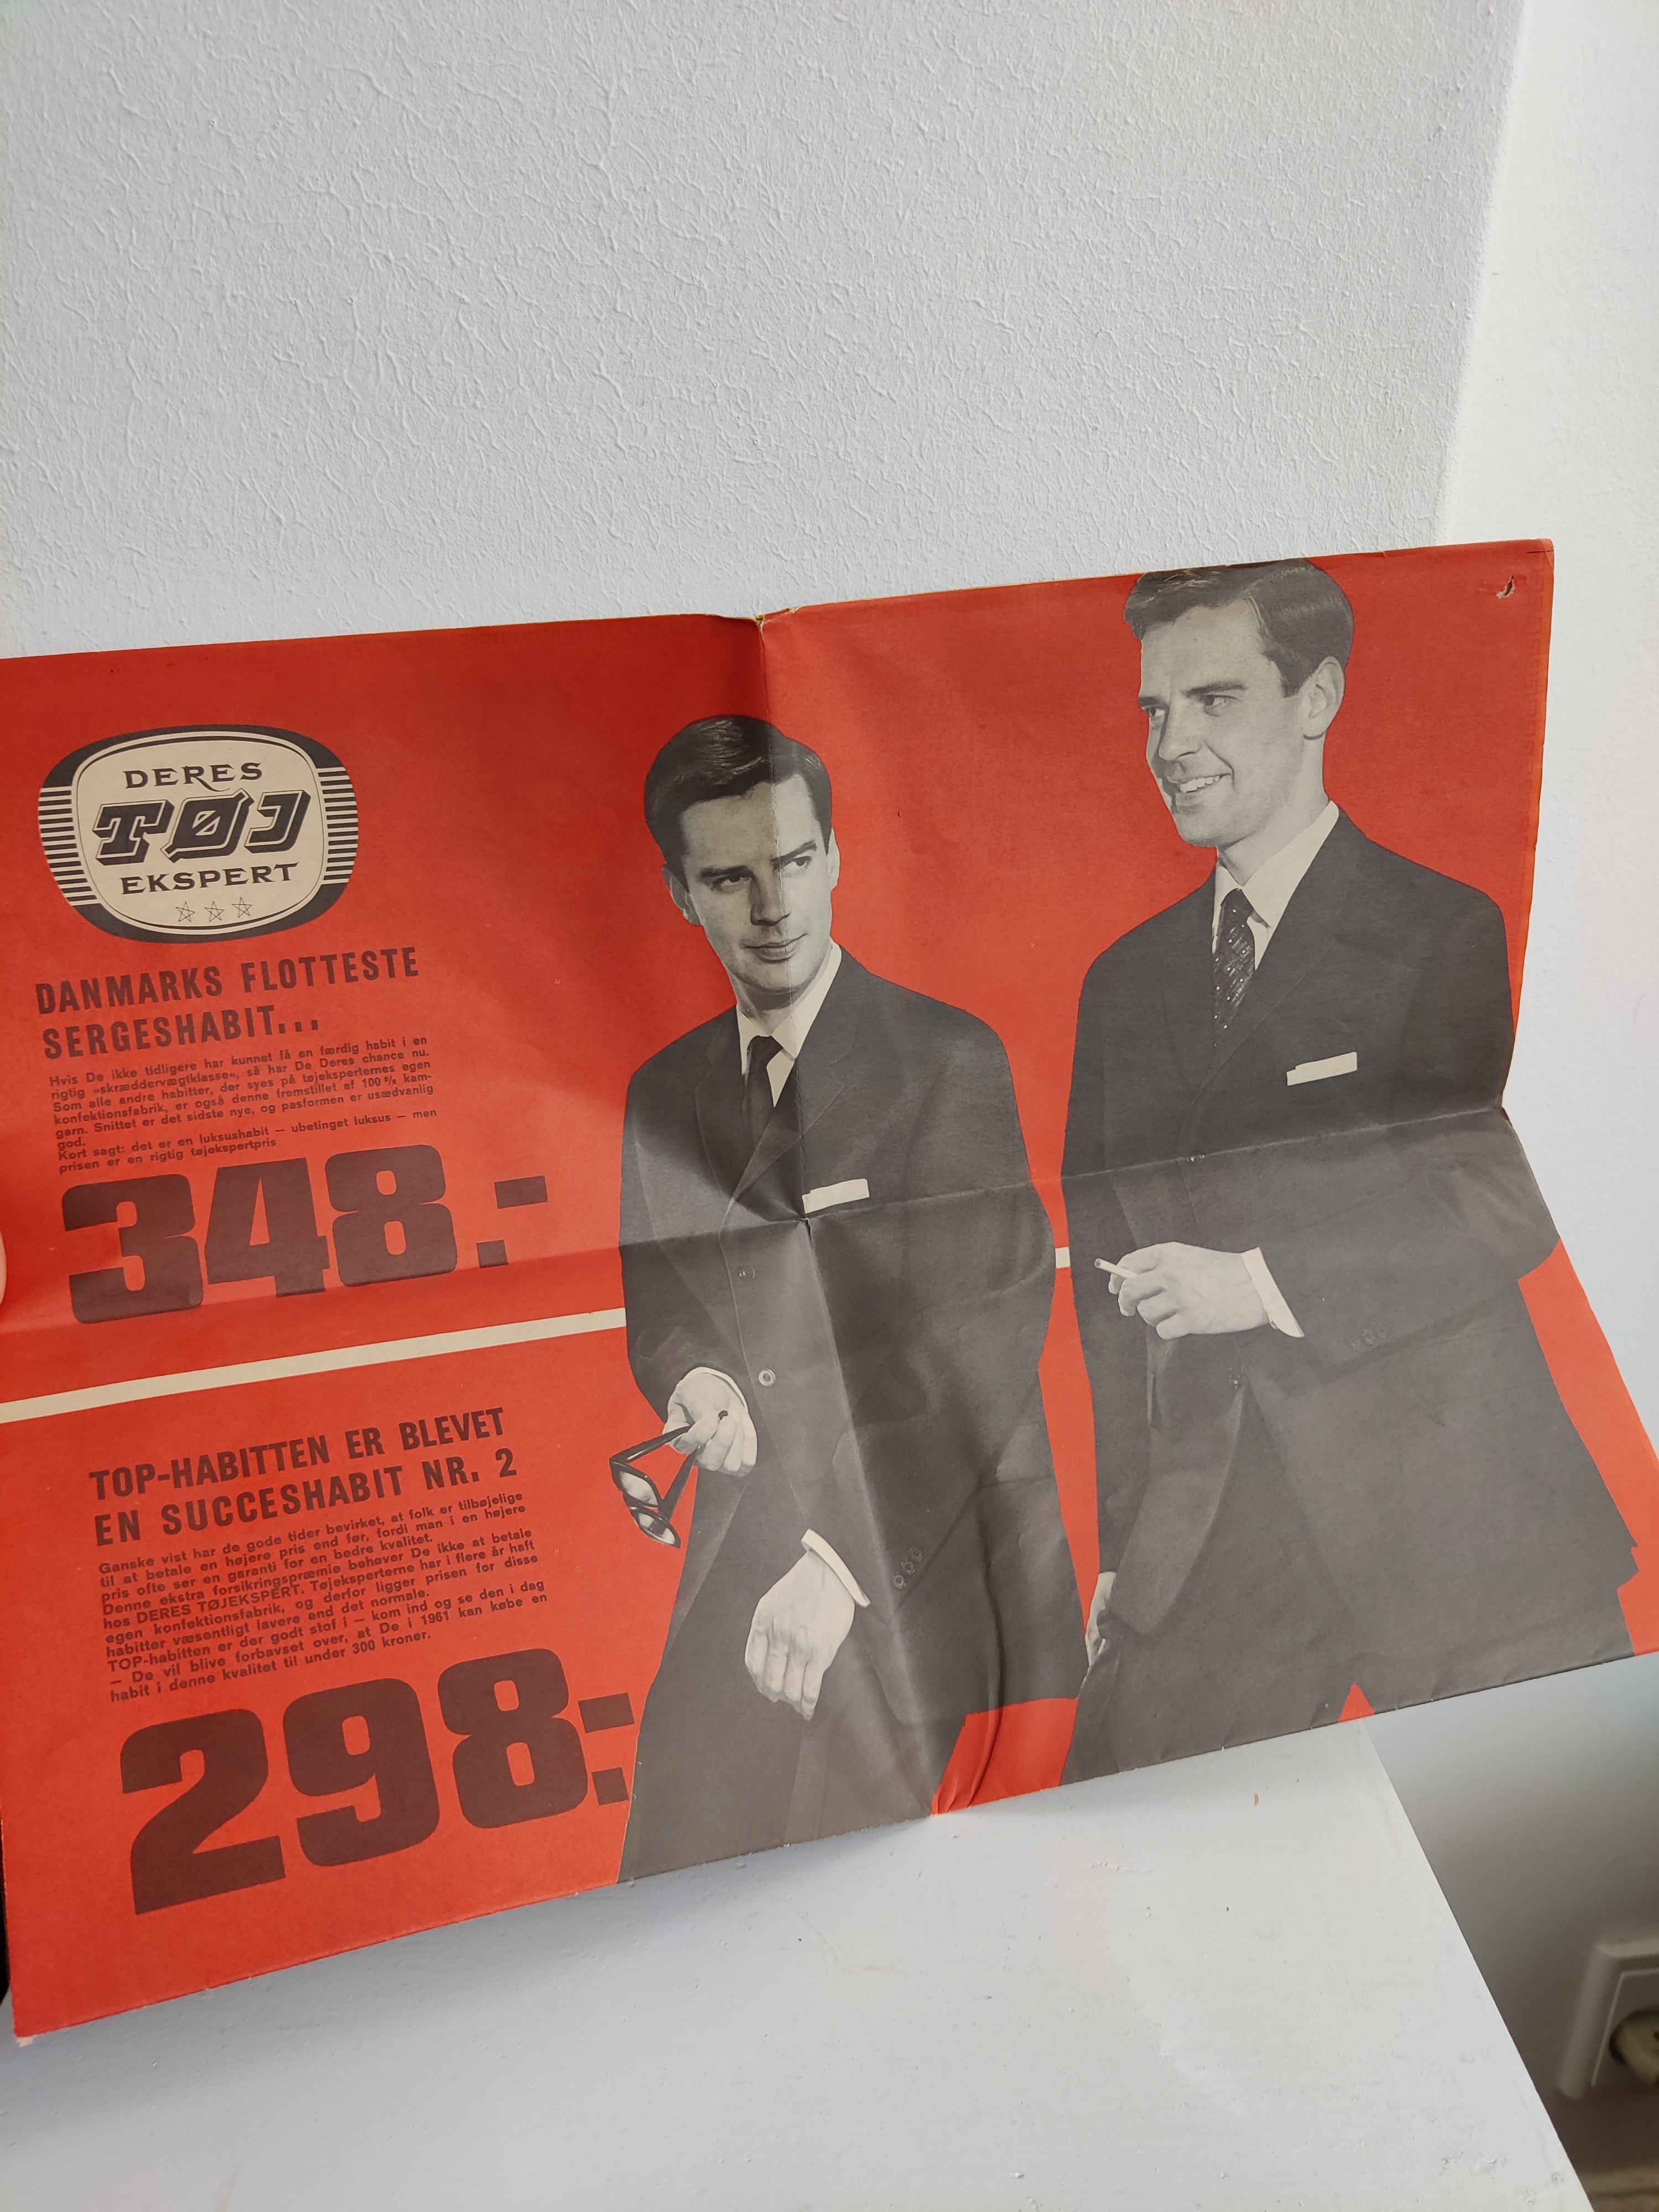 DERES
TØJ
EKSPERT
DANMARKS FLOTTESTE
SERGESHABIT...
Hvis De ikke tidligere har kunnet få en færdig habit i en
rigtig »skræddervægtklasse«, så har De Deres chance nu.
Som alle andre habitter, der syes på tøjeksperternes egen
konfektionsfabrik, er også denne fremstillet af 100% kam-
garn. Snittet er det sidste nye, og pasformen er usædvanlig
god.
Kort sagt: det er en luksushabit — ubetinget luksus — men
prisen er en rigtig tøjekspertpris
348.-
TOP-HABITTEN ER BLEVET
EN SUCCESHABIT NR. 2
Ganske vist har de gode tider bevirket, at folk er tilbøjelige
til at betale en højere pris end før, fordi man i en højere
pris ofte ser en garanti for en bedre kvalitet.
Denne ekstra forsikringspræmie behøver De ikke at betale
hos DERES TØJEKSPERT. Tøjeksperterne har i flere år haft
egen konfektionsfabrik, og derfor ligger prisen for disse
habitter væsentligt lavere end det normale.
TOP-habitten er der godt stof i — kom ind og se den i dag
— De vil blive forbavset over, at De i 1961 kan købe en
habit i denne kvalitet til under 300 kroner.
298.-